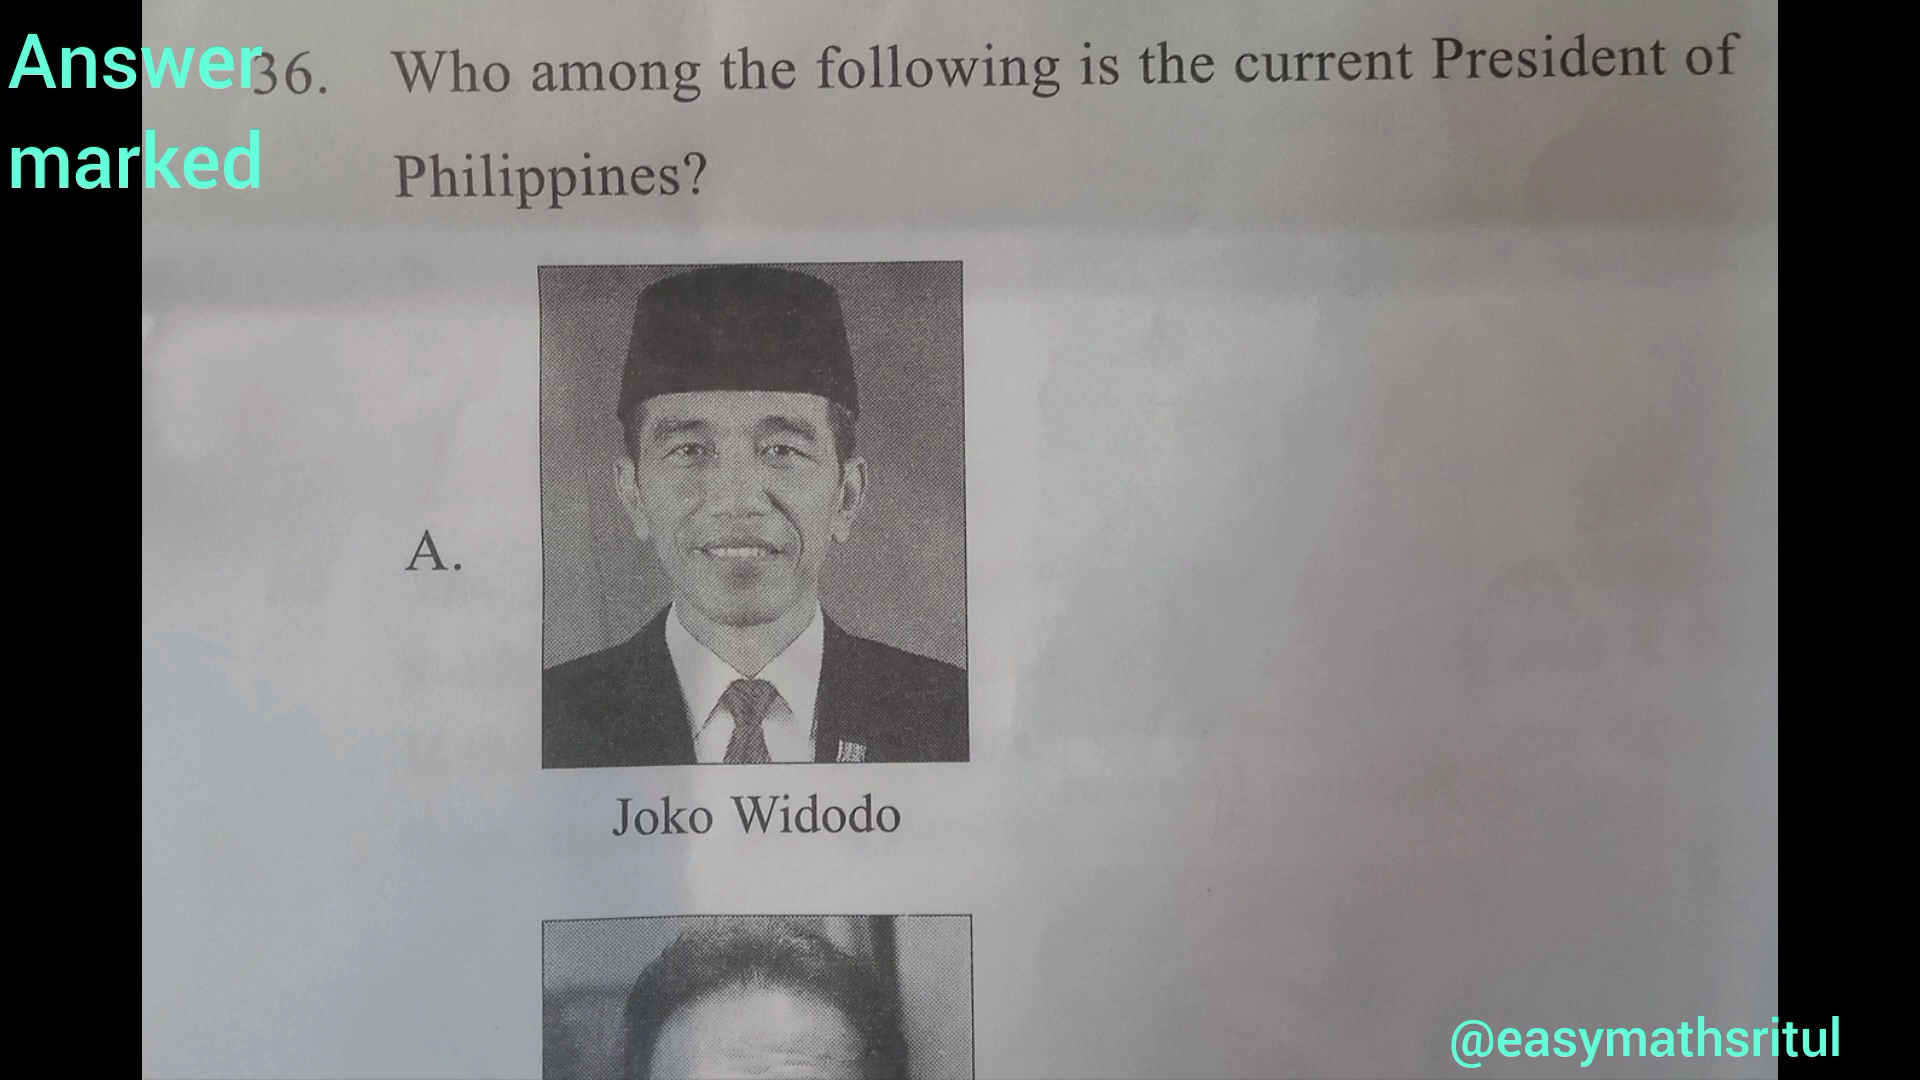 Answer
marked
36. Who among the following is the current President of
Philippines?
A.
Joko Widodo
@easymathsritul